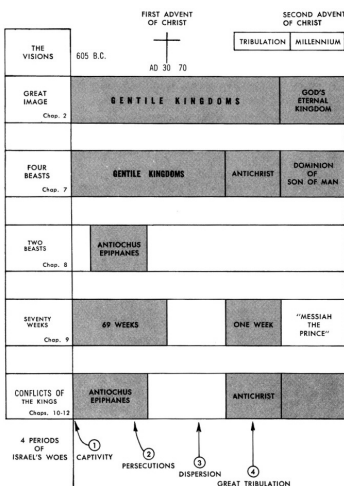 FIRST ADVENT
OF CHRIST
SECOND ADVENT
OF CHRIST
TRIBULATION
MILLENNIUM
THE
VISIONS
605 B.C.
AD 30 70
GREAT
IMAGE
Chap. 2
GENTILE KINGDOMS
GOD'S
ETERNAL
KINGDOM
FOUR
BEASTS
Chap. 7
GENTILE KINGDOMS
ANTICHRIST
DOMINION
OF
SON OF MAN
TWO
BEASTS
Chap. 8
ANTIOCHUS
EPIPHANES
SEVENTY
WEEKS
Chap. 9
69 WEEKS
ONE WEEK
"MESSIAH
THE
PRINCE"
CONFLICTS OF
THE KINGS
Chaps. 10-12
ANTIOCHUS
EPIPHANES
ANTICHRIST
4 PERIODS
OF
ISRAEL'S WOES
1
CAPTIVITY
2
PERSECUTIONS
3
DISPERSION
4
GREAT TRIBULATION